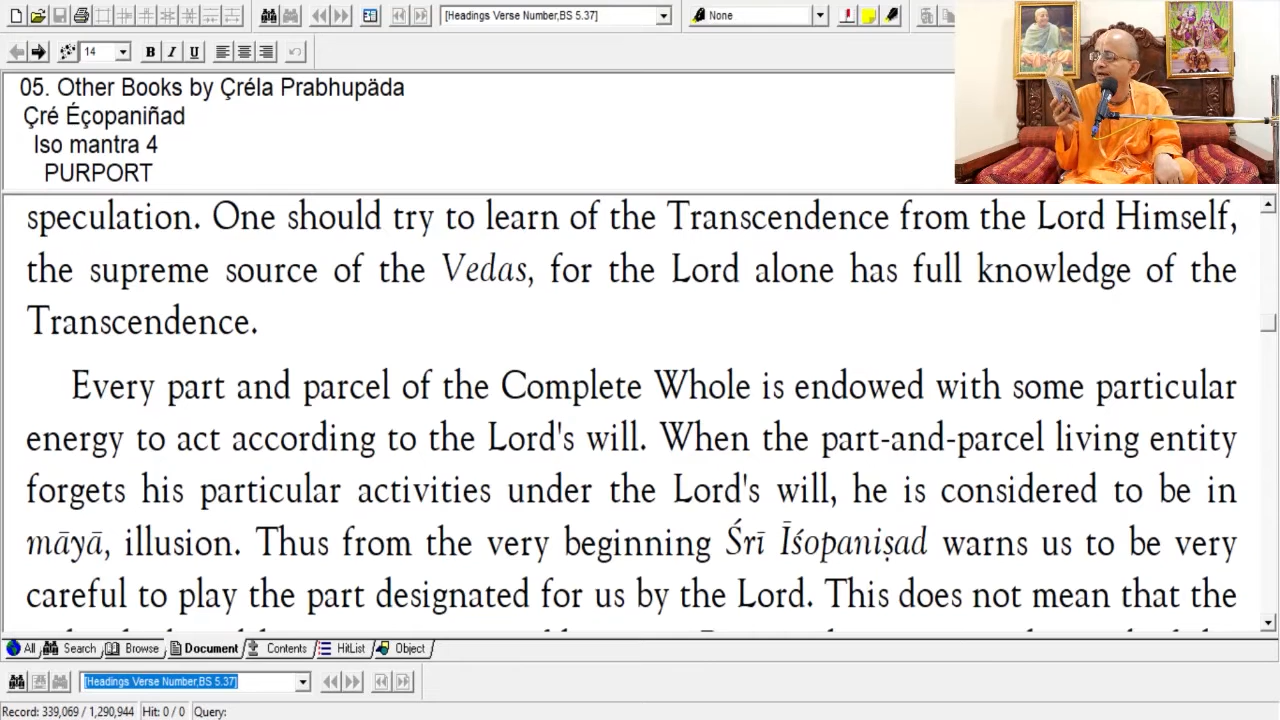 [Headings Verse Number,BS 5.37]
None
14
B I U
05. Other Books by Çréla Prabhupäda
Çré Éçopaniñad
Iso mantra 4
PURPORT
speculation. One should try to learn of the Transcendence from the Lord Himself,
the supreme source of the Vedas, for the Lord alone has full knowledge of the
Transcendence.
Every part and parcel of the Complete Whole is endowed with some particular
energy to act according to the Lord's will. When the part-and-parcel living entity
forgets his particular activities under the Lord's will, he is considered to be in
māyā, illusion. Thus from the very beginning Śrī Īśopaniṣad warns us to be very
careful to play the part designated for us by the Lord. This does not mean that the
All Search Browse Document Contents HitList Object
[Headings Verse Number,BS 5.37]
Record: 339,069 / 1,290,944 Hit: 0 / 0 Query: